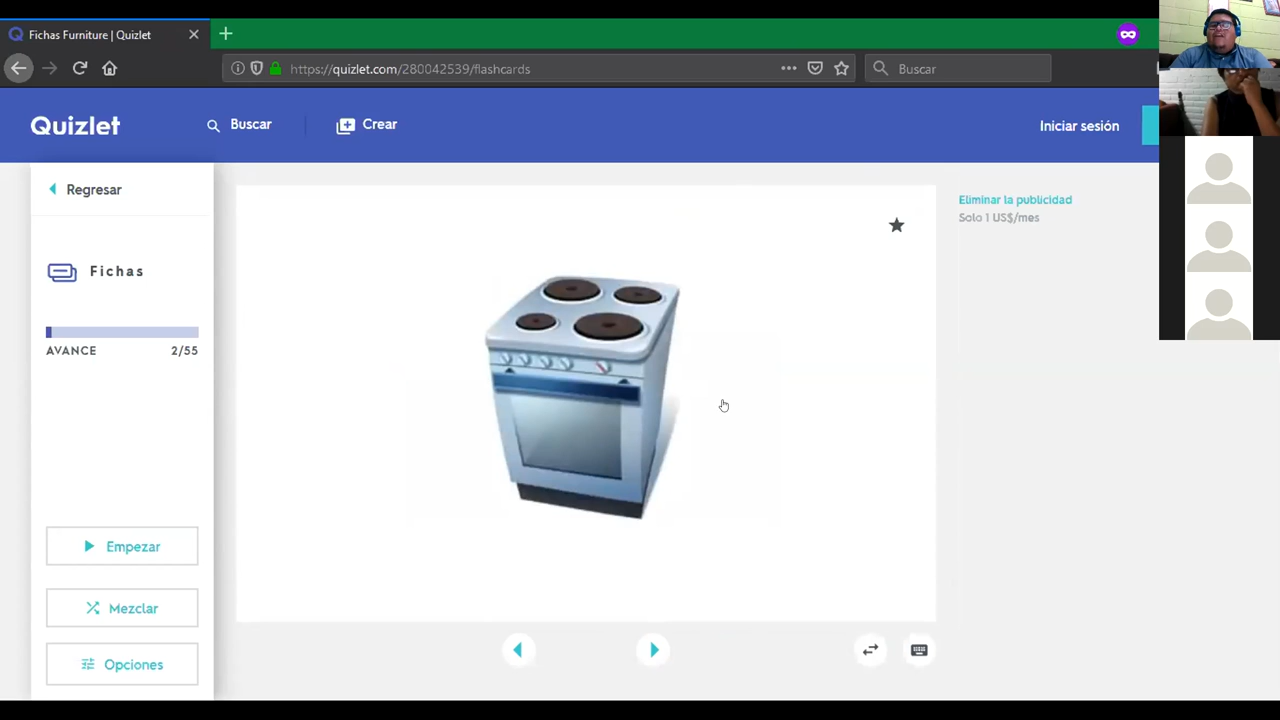 Fichas Furniture | Quizlet
https://quizlet.com/280042539/flashcards
Buscar
Quizlet
Buscar
Crear
Iniciar sesión
Regresar
Eliminar la publicidad
Solo 1 US$/mes
Fichas
AVANCE 2/55
Empezar
Mezclar
Opciones